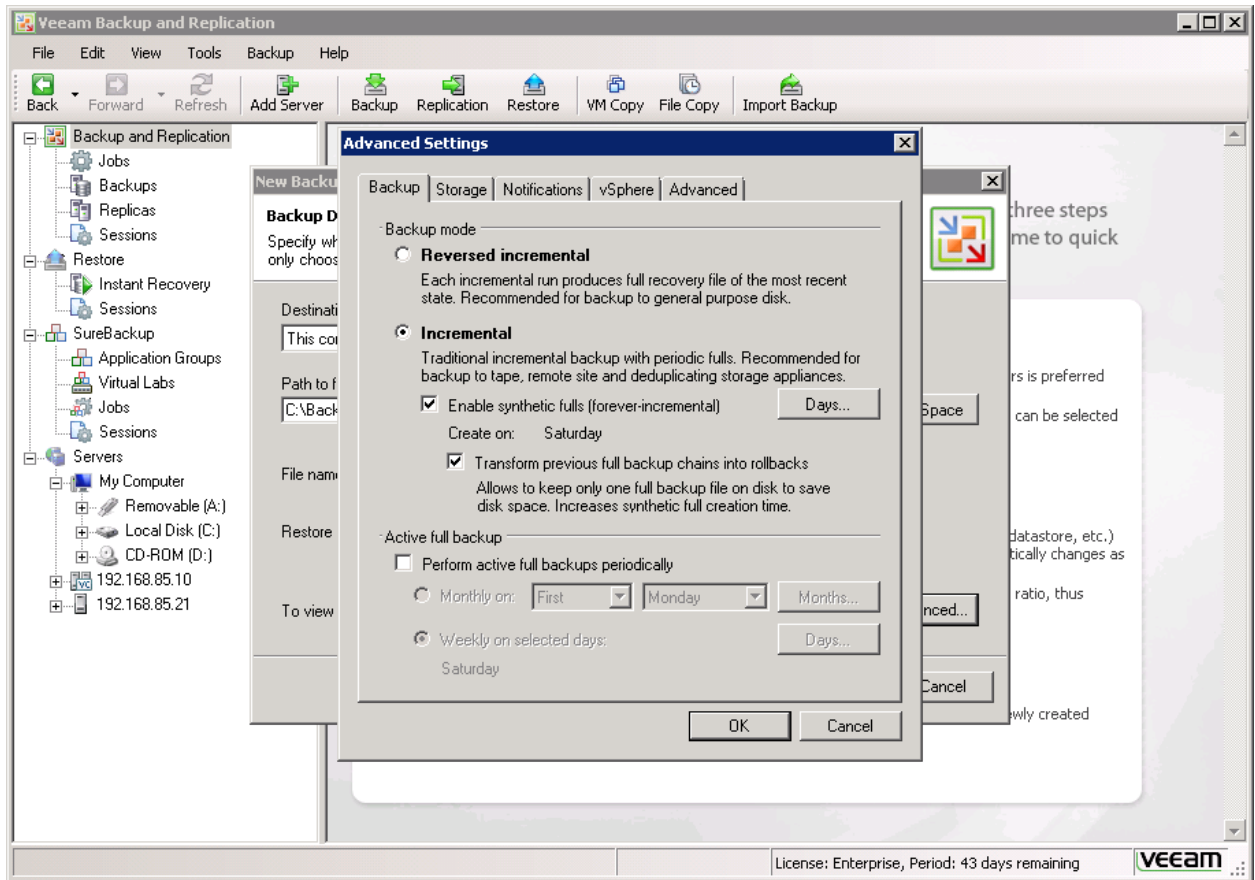 Veeam Backup and Replication
File Edit View Tools Backup Help
Back Forward Refresh Add Server Backup Replication Restore VM Copy File Copy Import Backup
Backup and Replication
Jobs
Backups
Replicas
Sessions
Restore
Instant Recovery
Sessions
SureBackup
Application Groups
Virtual Labs
Jobs
Sessions
Servers
My Computer
Removable (A:)
Local Disk (C:)
CD-ROM (D:)
192.168.85.10
192.168.85.21
New Backu
Backup D
Specify wh
only choos
Destinati
This co
Path to f
C:\Back
File nam
Restore
To view
Space
nced...
Cancel
Advanced Settings
Backup Storage Notifications vSphere Advanced
Backup mode
Reversed incremental
Each incremental run produces full recovery file of the most recent
state. Recommended for backup to general purpose disk.
Incremental
Traditional incremental backup with periodic fulls. Recommended for
backup to tape, remote site and deduplicating storage appliances.
Enable synthetic fulls (forever-incremental) Days...
Create on: Saturday
Transform previous full backup chains into rollbacks
Allows to keep only one full backup file on disk to save
disk space. Increases synthetic full creation time.
Active full backup
Perform active full backups periodically
Monthly on: First Monday Months...
Weekly on selected days: Days...
Saturday
OK Cancel
three steps
me to quick
rs is preferred
can be selected
datastore, etc.)
tically changes as
ratio, thus
ewly created
License: Enterprise, Period: 43 days remaining
veeam